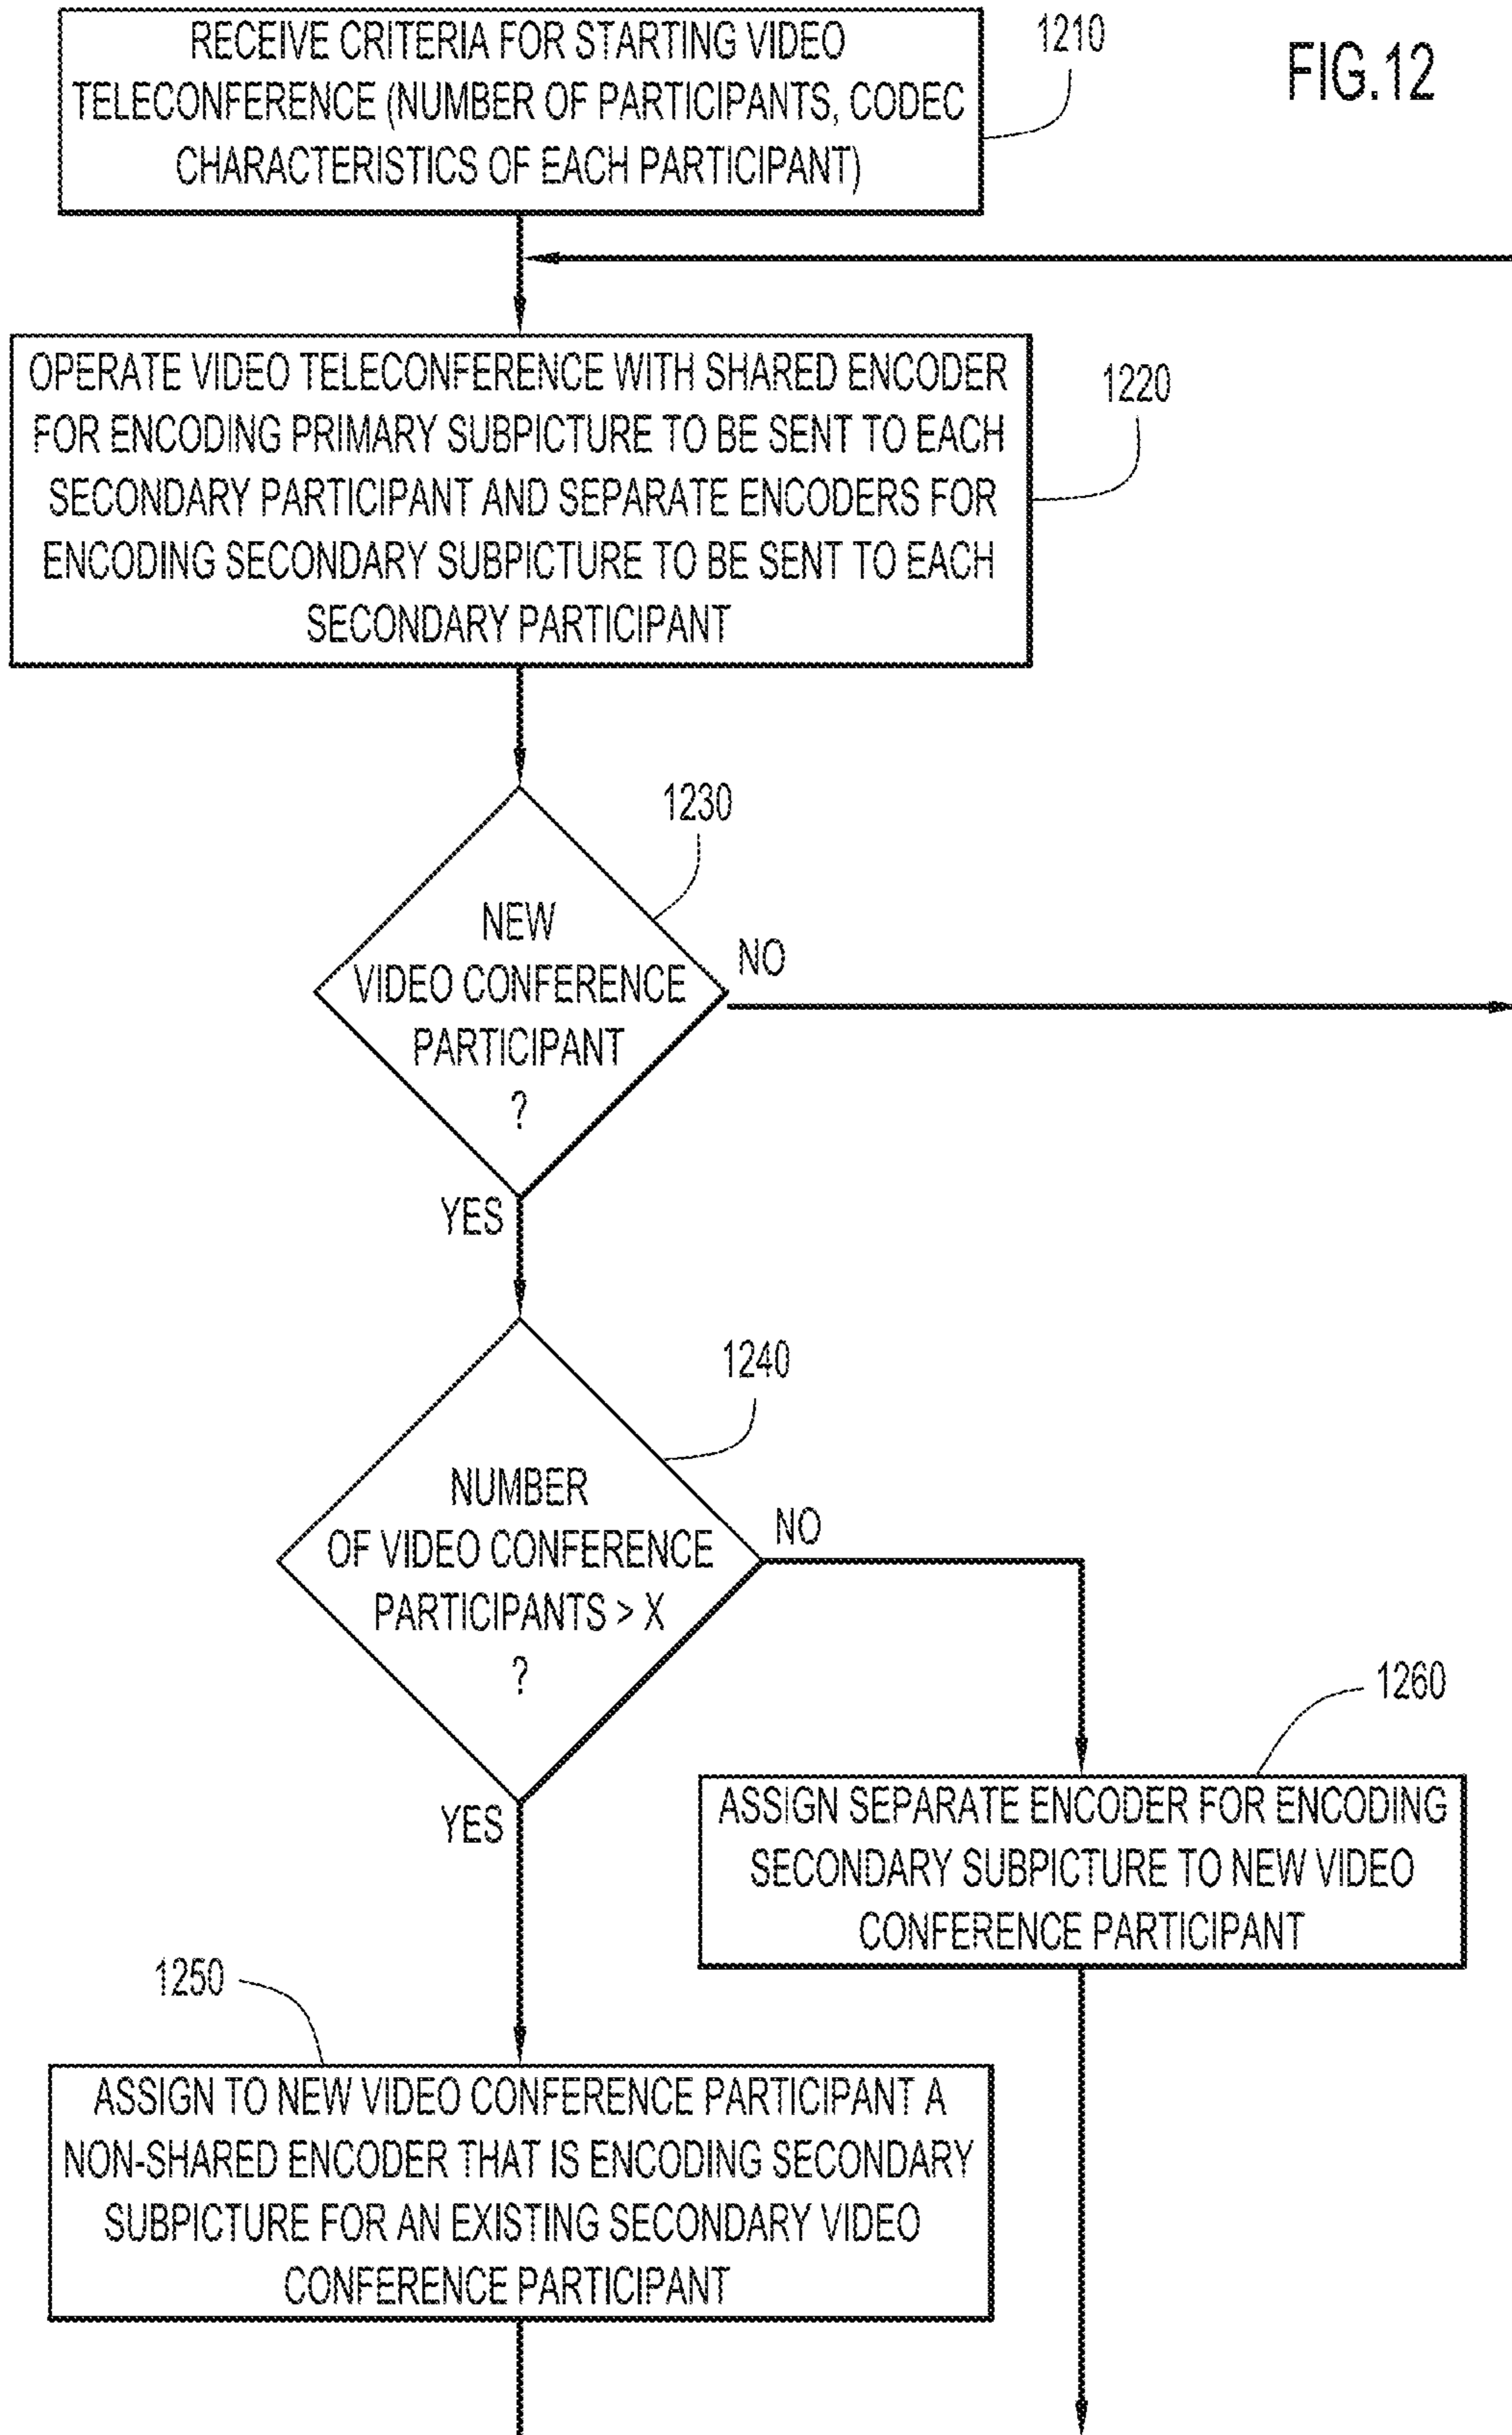 FIG.12
RECEIVE CRITERIA FOR STARTING VIDEO
TELECONFERENCE (NUMBER OF PARTICIPANTS, CODEC
CHARACTERISTICS OF EACH PARTICIPANT)
1210
OPERATE VIDEO TELECONFERENCE WITH SHARED ENCODER
FOR ENCODING PRIMARY SUBPICTURE TO BE SENT TO EACH
SECONDARY PARTICIPANT AND SEPARATE ENCODERS FOR
ENCODING SECONDARY SUBPICTURE TO BE SENT TO EACH
SECONDARY PARTICIPANT
1220
1230
NEW
VIDEO CONFERENCE
PARTICIPANT
?
NO
YES
1240
NUMBER
OF VIDEO CONFERENCE
PARTICIPANTS > X
?
NO
YES
1260
ASSIGN SEPARATE ENCODER FOR ENCODING
SECONDARY SUBPICTURE TO NEW VIDEO
CONFERENCE PARTICIPANT
1250
ASSIGN TO NEW VIDEO CONFERENCE PARTICIPANT A
NON-SHARED ENCODER THAT IS ENCODING SECONDARY
SUBPICTURE FOR AN EXISTING SECONDARY VIDEO
CONFERENCE PARTICIPANT